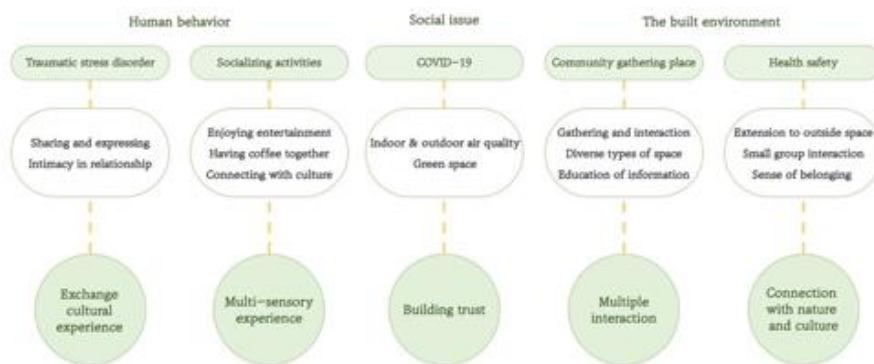 Human behavior
Social issue
The built environment
Traumatic stress disorder
Socializing activities
COVID-19
Community gathering place
Health safety
Sharing and expressing
Intimacy in relationship
Enjoying entertainment
Having coffee together
Connecting with culture
Indoor & outdoor air quality
Green space
Gathering and interaction
Diverse types of space
Education of information
Extension to outside space
Small group interaction
Sense of belonging
Exchange
cultural
experience
Multi-sensory
experience
Building trust
Multiple
interaction
Connection
with nature
and culture